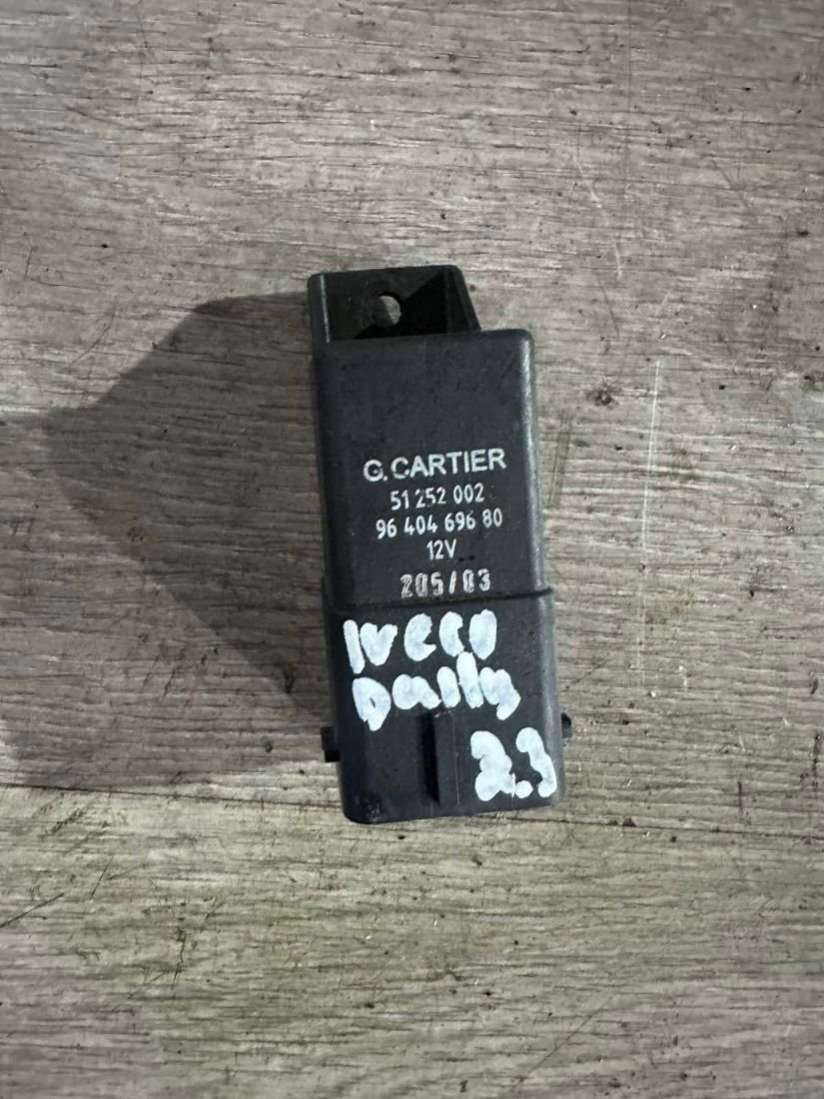 G. CARTIER
51 252 002
96 404 696 80
12V
205/03
Iveco
Daily
2.3